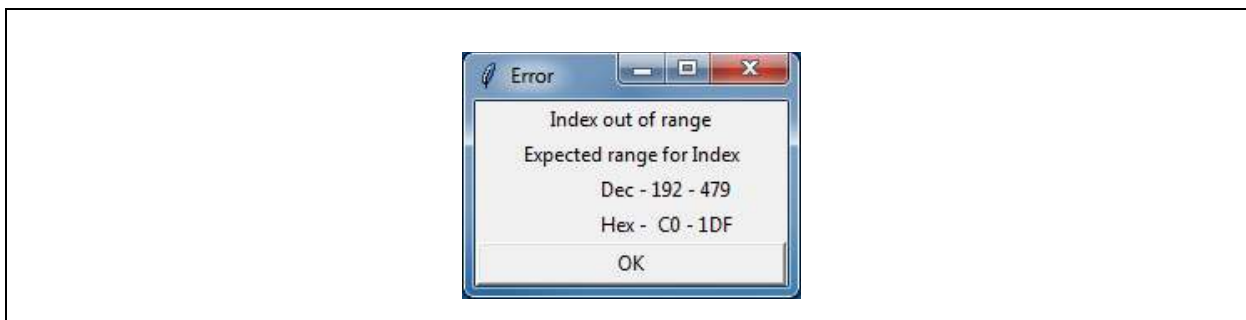 Error
Index out of range
Expected range for Index
Dec - 192 - 479
Hex -  C0 - 1DF
OK